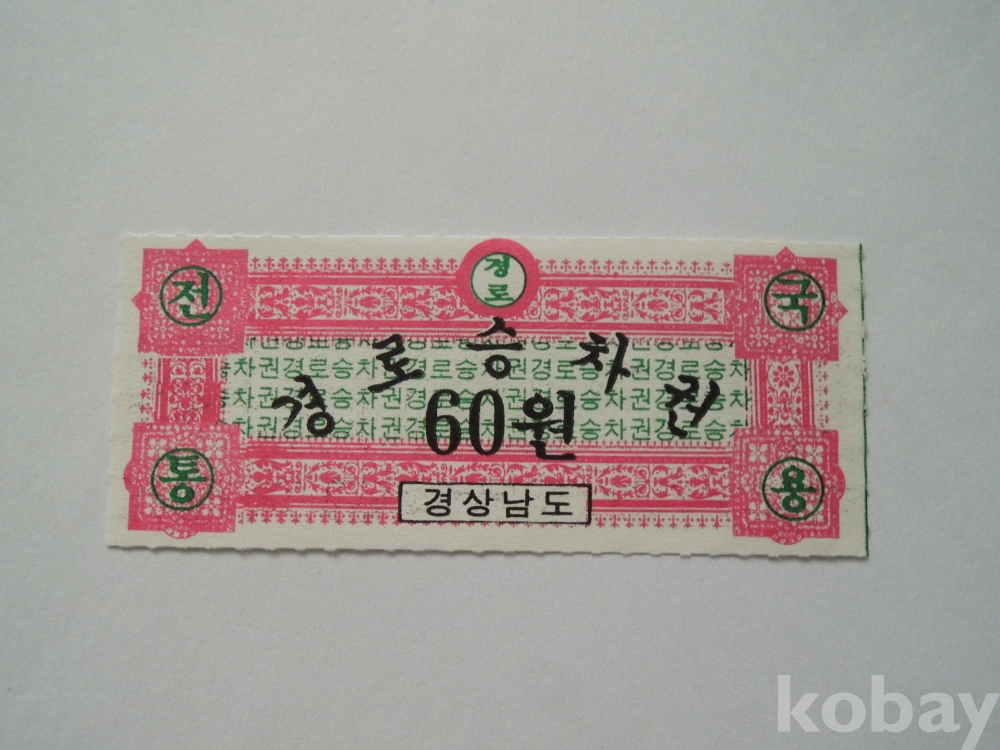 전 경로 국
경로승차권
60원
통 용
경상남도
kobay